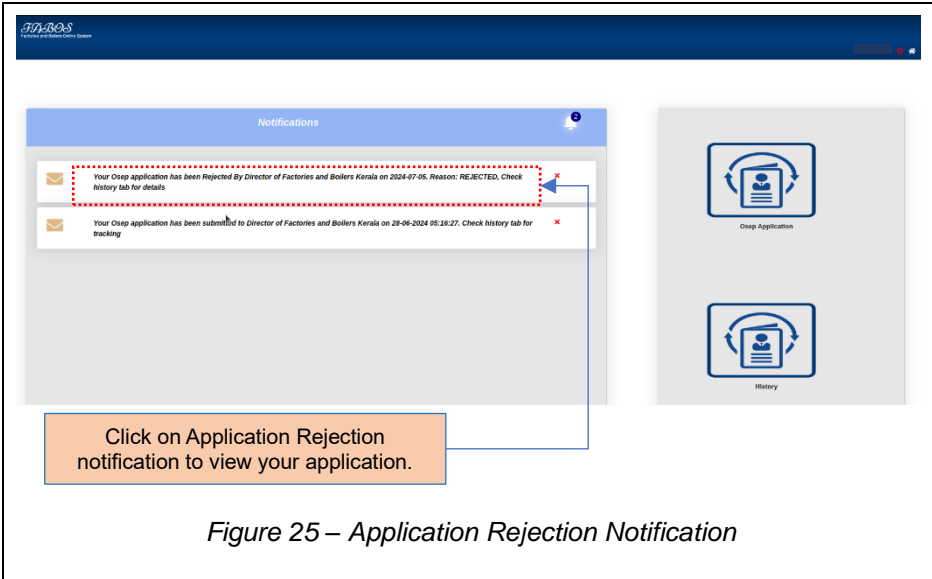 FABOS
Factories and Boilers Online System
Notifications
2
Your Osep application has been Rejected By Director of Factories and Boilers Kerala on 2024-07-05. Reason: REJECTED, Check
history tab for details
Your Osep application has been submitted to Director of Factories and Boilers Kerala on 28-06-2024 05:16:27. Check history tab for
tracking
Osep Application
History
Click on Application Rejection
notification to view your application.
Figure 25 – Application Rejection Notification